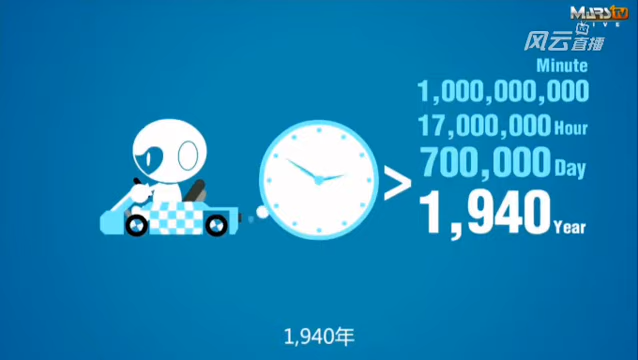 MARSTV
LIVE
风云直播
Minute
1,000,000,000
17,000,000 Hour
700,000 Day
> 1,940 Year
1,940年